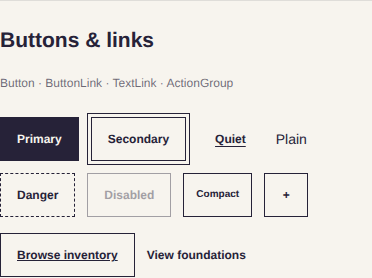 Buttons & links
Button · ButtonLink · TextLink · ActionGroup
Primary Secondary Quiet Plain
Danger Disabled Compact +
Browse inventory View foundations